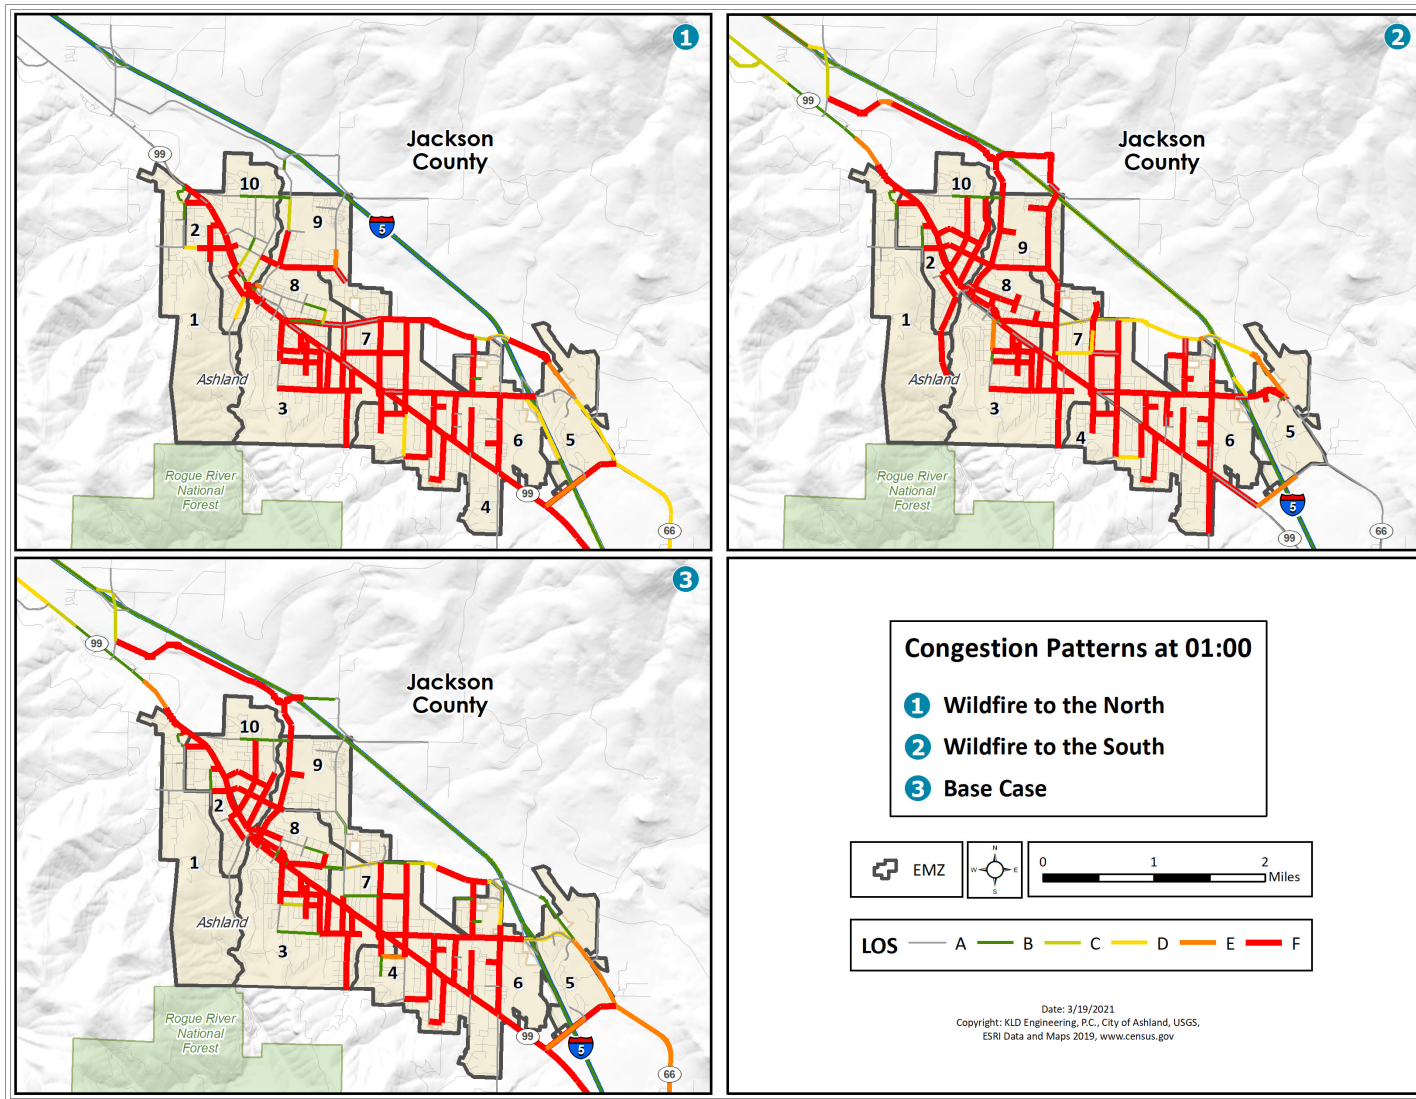 1
Jackson
County
99
10
2
9
5
8
1
7
Ashland
3
6
5
4
99
66
Rogue River
National
Forest
2
Jackson
County
99
10
9
2
8
1
7
Ashland
3
4
6
5
5
99
66
Rogue River
National
Forest
3
Jackson
County
99
10
9
2
8
1
7
Ashland
3
4
6
5
99
5
66
Rogue River
National
Forest
Congestion Patterns at 01:00
1 Wildfire to the North
2 Wildfire to the South
3 Base Case
EMZ
N
W E
S
0 1 2
Miles
LOS A B C D E F
Date: 3/19/2021
Copyright: KLD Engineering, P.C., City of Ashland, USGS,
ESRI Data and Maps 2019, www.census.gov